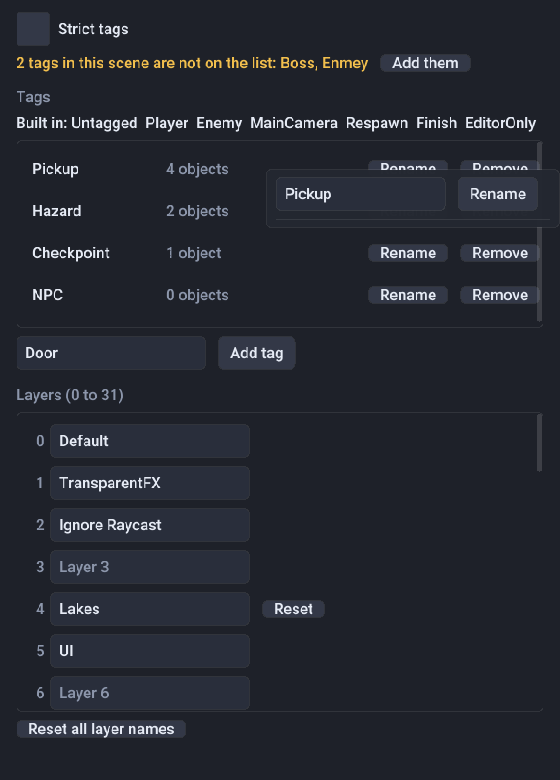 Strict tags
2 tags in this scene are not on the list: Boss, Enmey Add them
Tags
Built in: Untagged Player Enemy MainCamera Respawn Finish EditorOnly
Pickup 4 objects Rename Remove
Pickup Rename
Hazard 2 objects
Checkpoint 1 object Rename Remove
NPC 0 objects Rename Remove
Door Add tag
Layers (0 to 31)
0 Default
1 TransparentFX
2 Ignore Raycast
3 Layer 3
4 Lakes Reset
5 UI
6 Layer 6
Reset all layer names